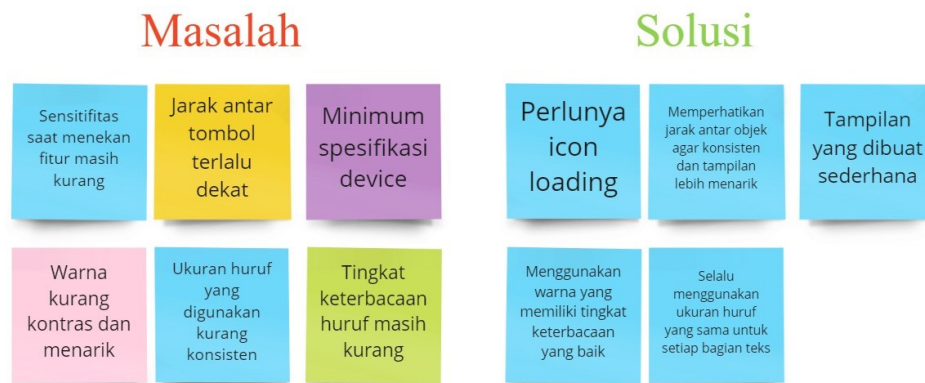 Masalah
Solusi
Sensitifitas
saat menekan
fitur masih
kurang
Jarak antar
tombol
terlalu
dekat
Minimum
spesifikasi
device
Perlunya
icon
loading
Memperhatikan
jarak antar objek
agar konsisten
dan tampilan
lebih menarik
Tampilan
yang dibuat
sederhana
Warna
kurang
kontras dan
menarik
Ukuran huruf
yang
digunakan
kurang
konsisten
Tingkat
keterbacaan
huruf masih
kurang
Menggunakan
warna yang
memiliki tingkat
keterbacaan
yang baik
Selalu
menggunakan
ukuran huruf
yang sama untuk
setiap bagian teks